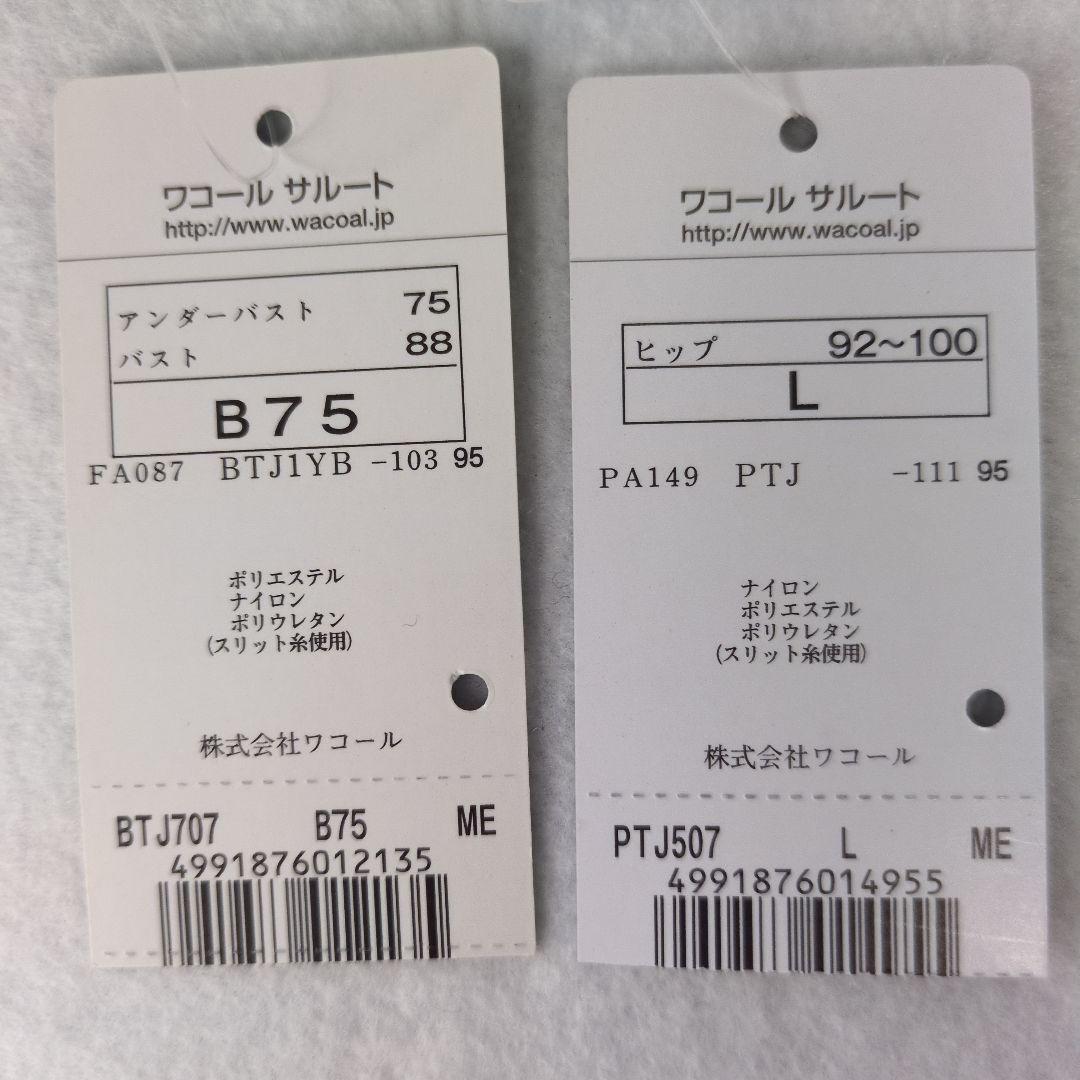 ワコール サルート
http://www.wacoal.jp
アンダーバスト 75
バスト 88
B75
FA087 BTJ1YB -103 95
ポリエステル
ナイロン
ポリウレタン
(スリット糸使用)
株式会社ワコール
BTJ707 B75 ME
4991876012135
ワコール サルート
http://www.wacoal.jp
ヒップ 92~100
L
PA149 PTJ -111 95
ナイロン
ポリエステル
ポリウレタン
(スリット糸使用)
株式会社ワコール
PTJ507 L ME
4991876014955